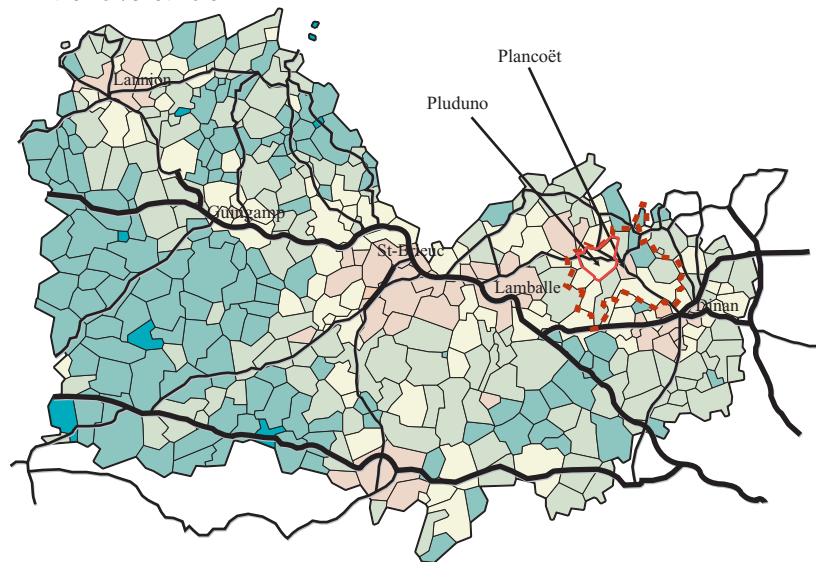 Plancoët
Lannion
Pluduno
Guingamp
St-Brieuc
Lamballe
Dinan